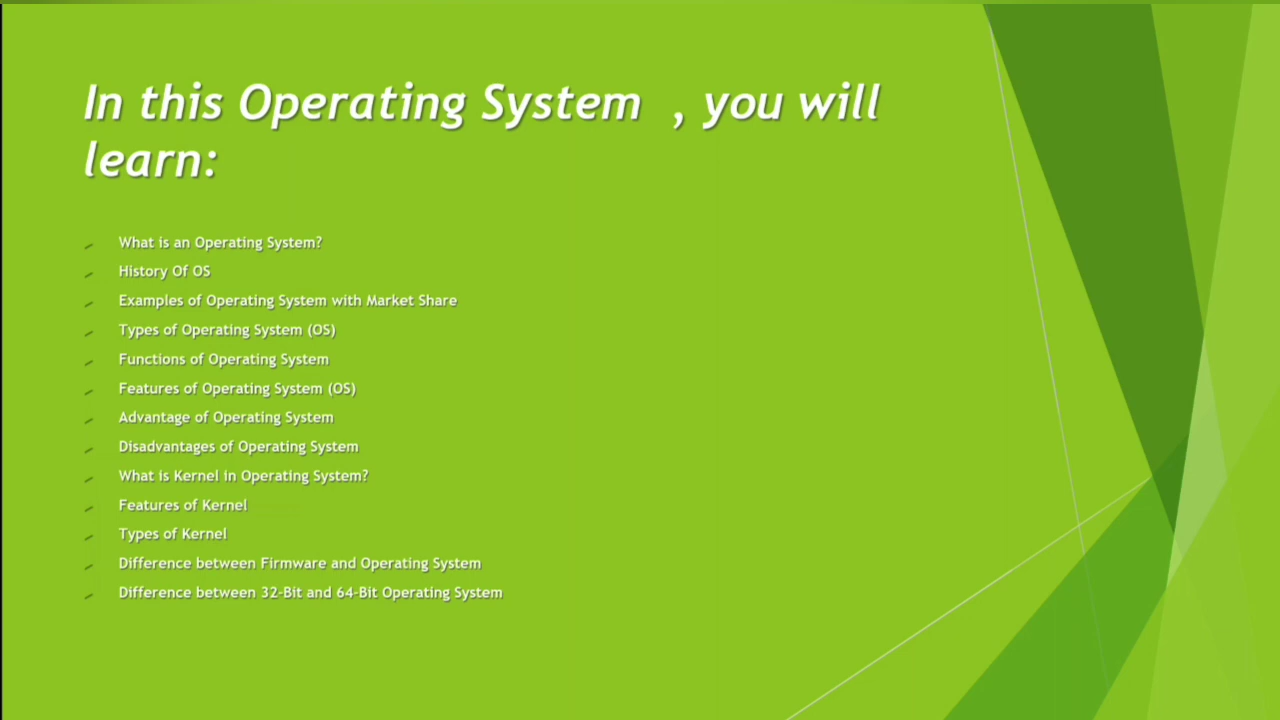 In this Operating System , you will
learn:
What is an Operating System?
History Of OS
Examples of Operating System with Market Share
Types of Operating System (OS)
Functions of Operating System
Features of Operating System (OS)
Advantage of Operating System
Disadvantages of Operating System
What is Kernel in Operating System?
Features of Kernel
Types of Kernel
Difference between Firmware and Operating System
Difference between 32-Bit and 64-Bit Operating System